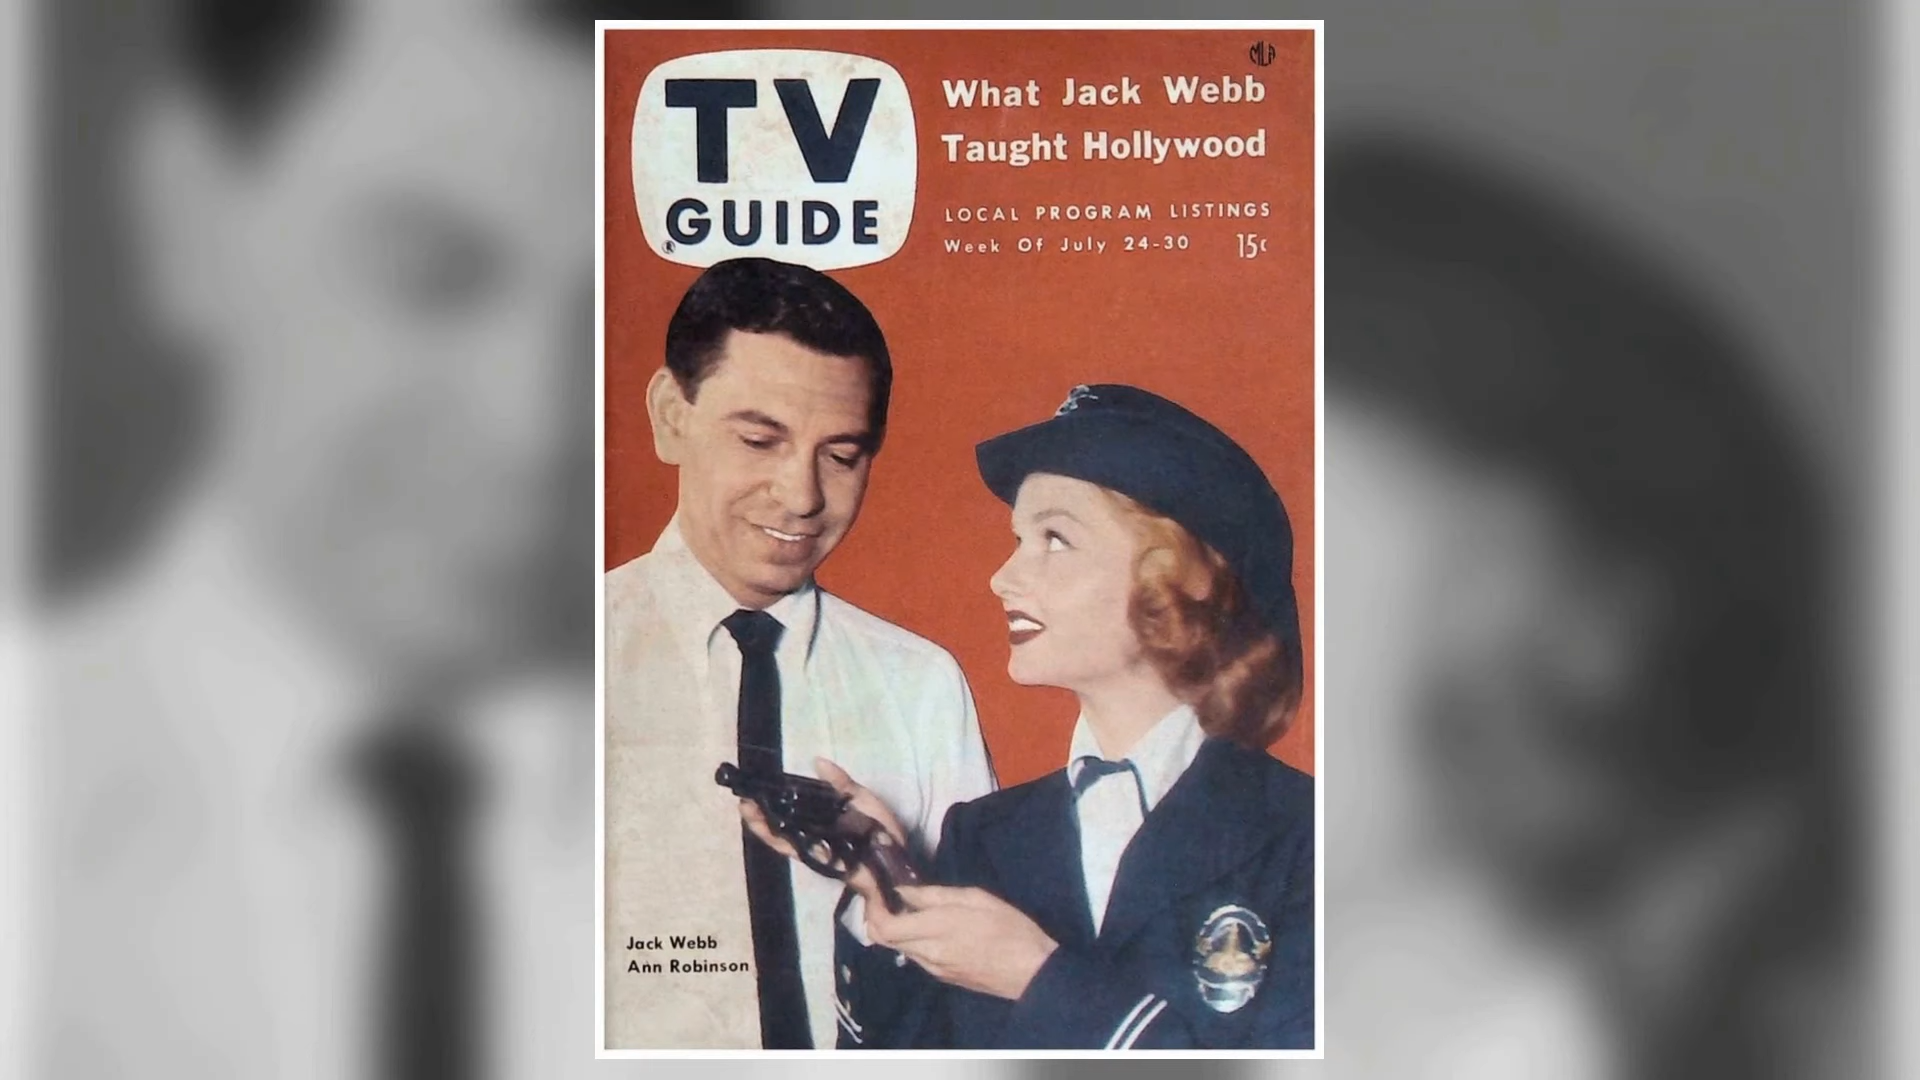 TV
GUIDE
®
MLA
What Jack Webb
Taught Hollywood
LOCAL PROGRAM LISTINGS
Week Of July 24-30 15¢
Jack Webb
Ann Robinson